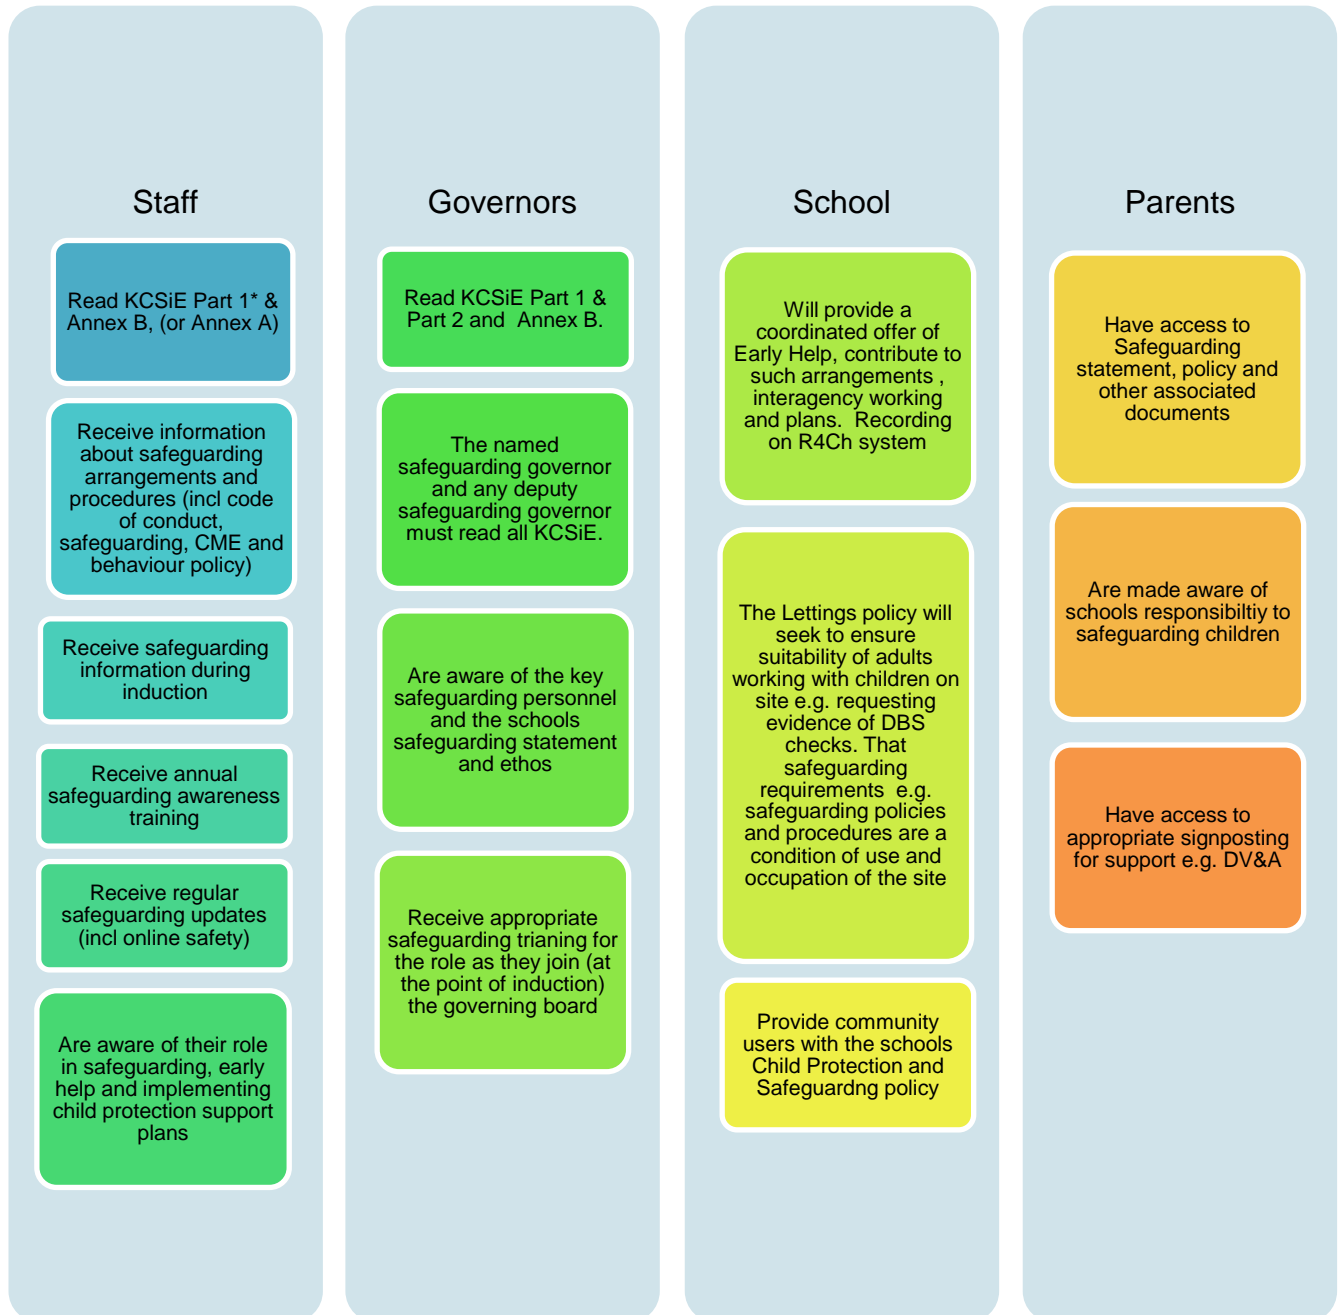 Staff
Read KCSiE Part 1* &
Annex B, (or Annex A)
Receive information
about safeguarding
arrangements and
procedures (incl code
of conduct,
safeguarding, CME and
behaviour policy)
Receive safeguarding
information during
induction
Receive annual
safeguarding awareness
training
Receive regular
safeguarding updates
(incl online safety)
Are aware of their role
in safeguarding, early
help and implementing
child protection support
plans
Governors
Read KCSiE Part 1 &
Part 2 and  Annex B.
The named
safeguarding governor
and any deputy
safeguarding governor
must read all KCSiE.
Are aware of the key
safeguarding personnel
and the schools
safeguarding statement
and ethos
Receive appropriate
safeguarding trianing for
the role as they join (at
the point of induction)
the governing board
School
Will provide a
coordinated offer of
Early Help, contribute to
such arrangements ,
interagency working
and plans.  Recording
on R4Ch system
The Lettings policy will
seek to ensure
suitability of adults
working with children on
site e.g. requesting
evidence of DBS
checks. That
safeguarding
requirements  e.g.
safeguarding policies
and procedures are a
condition of use and
occupation of the site
Provide community
users with the schools
Child Protection and
Safeguardng policy
Parents
Have access to
Safeguarding
statement, policy and
other associated
documents
Are made aware of
schools responsibiltiy to
safeguarding children
Have access to
appropriate signposting
for support e.g. DV&A